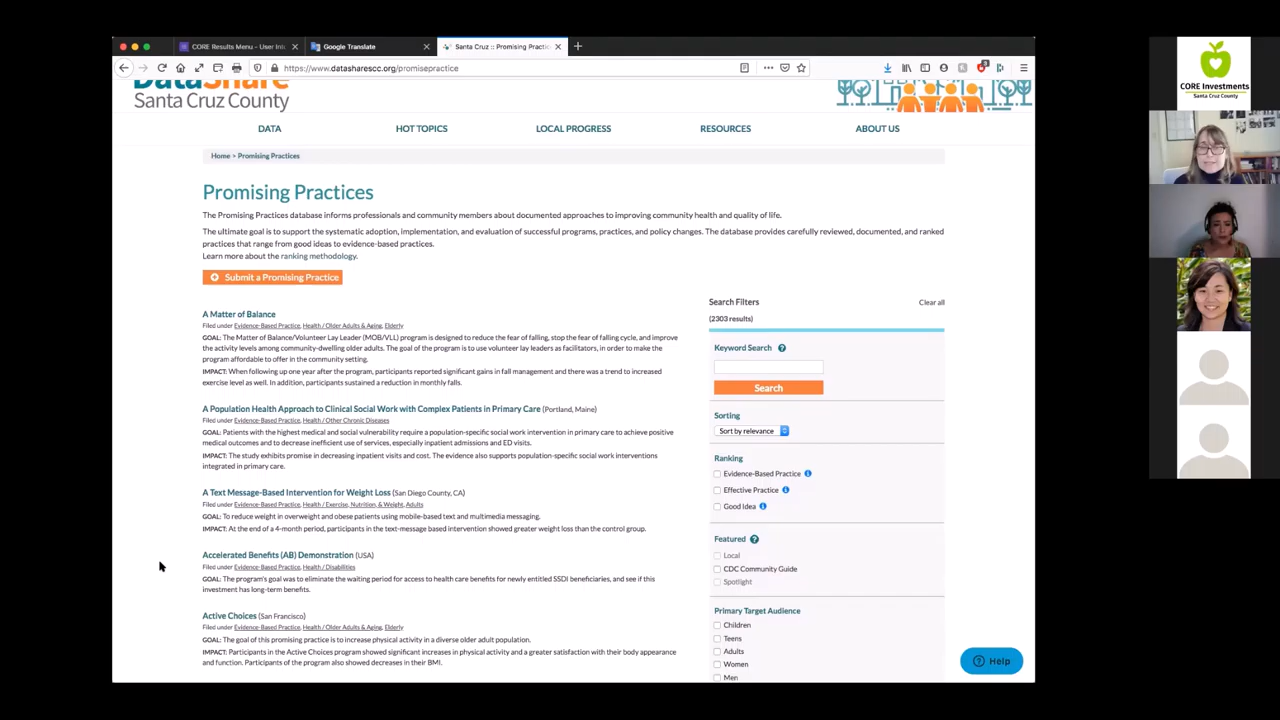 CORE Results Menu - User Int
Google Translate
Santa Cruz :: Promising Practic
https://www.datasharescc.org/promisepractice
DataShare
Santa Cruz County
DATA
HOT TOPICS
LOCAL PROGRESS
RESOURCES
ABOUT US
Home > Promising Practices
Promising Practices
The Promising Practices database informs professionals and community members about documented approaches to improving community health and quality of life.
The ultimate goal is to support the systematic adoption, implementation, and evaluation of successful programs, practices, and policy changes. The database provides carefully reviewed, documented, and ranked
practices that range from good ideas to evidence-based practices.
Learn more about the ranking methodology.
Submit a Promising Practice
A Matter of Balance
Filed under Evidence-Based Practice, Health / Older Adults & Aging, Elderly
GOAL: The Matter of Balance/Volunteer Lay Leader (MOB/VLL) program is designed to reduce the fear of falling, stop the fear of falling cycle, and improve
the activity levels among community-dwelling older adults. The goal of the program is to use volunteer lay leaders as facilitators, in order to make the
program affordable to offer in the community setting.
IMPACT: When following up one year after the program, participants reported significant gains in fall management and there was a trend to increased
exercise level as well. In addition, participants sustained a reduction in monthly falls.
A Population Health Approach to Clinical Social Work with Complex Patients in Primary Care (Portland, Maine)
Filed under Evidence-Based Practice, Health / Other Chronic Diseases
GOAL: Patients with the highest medical and social vulnerability require a population-specific social work intervention in primary care to achieve positive
medical outcomes and to decrease inefficient use of services, especially inpatient admissions and ED visits.
IMPACT: The study exhibits promise in decreasing inpatient visits and cost. The evidence also supports population-specific social work interventions
integrated in primary care.
A Text Message-Based Intervention for Weight Loss (San Diego County, CA)
Filed under Evidence-Based Practice, Health / Exercise, Nutrition, & Weight, Adults
GOAL: To reduce weight in overweight and obese patients using mobile-based text and multimedia messaging.
IMPACT: At the end of a 4-month period, participants in the text-message based intervention showed greater weight loss than the control group.
Accelerated Benefits (AB) Demonstration (USA)
Filed under Evidence-Based Practice, Health / Disabilities
GOAL: The program's goal was to eliminate the waiting period for access to health care benefits for newly entitled SSDI beneficiaries, and see if this
investment has long-term benefits.
Active Choices (San Francisco)
Filed under Evidence-Based Practice, Health / Older Adults & Aging, Elderly
GOAL: The goal of this promising practice is to increase physical activity in a diverse older adult population.
IMPACT: Participants in the Active Choices program showed significant increases in physical activity and a greater satisfaction with their body appearance
and function. Participants of the program also showed decreases in their BMI.
Search Filters
Clear all
(2303 results)
Keyword Search
Search
Sorting
Sort by relevance
Ranking
Evidence-Based Practice
Effective Practice
Good Idea
Featured
Local
CDC Community Guide
Spotlight
Primary Target Audience
Children
Teens
Adults
Women
Men
Help
CORE Investments
Santa Cruz County